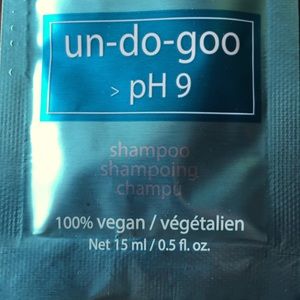 un-do-goo
> pH 9
shampoo
shampoing
champú
100% vegan / végétalien
Net 15 ml / 0.5 fl. oz.